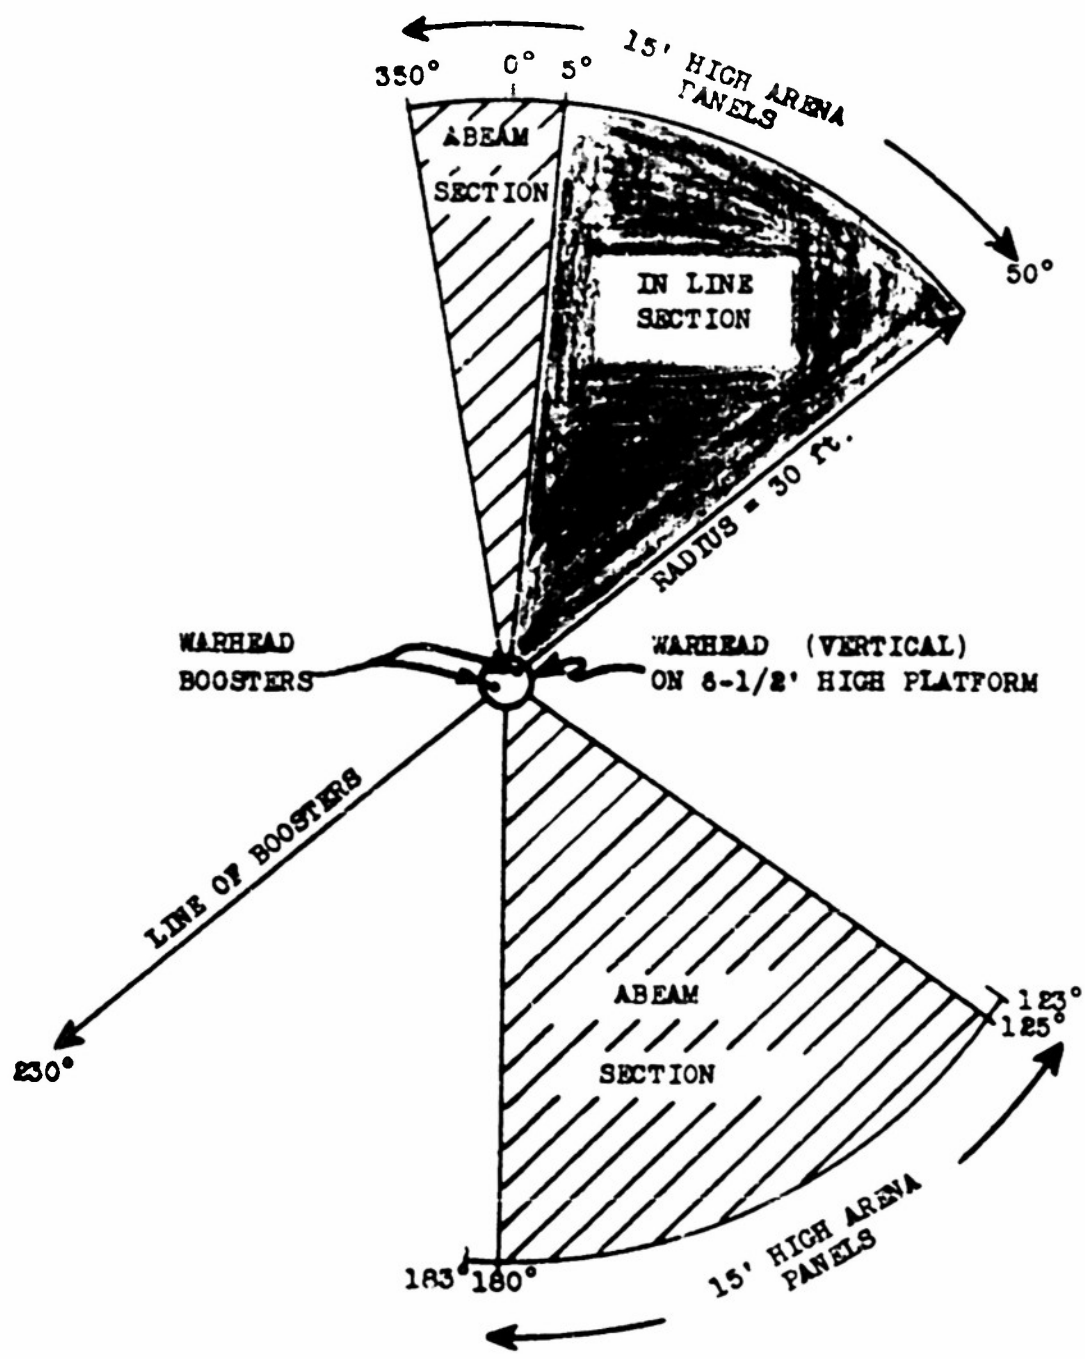 15' HIGH ARENA
PANELS
350°
0°
5°
ABEAM
SECTION
50°
IN LINE
SECTION
RADIUS = 30 ft.
WARHEAD
BOOSTERS
WARHEAD (VERTICAL)
ON 6-1/2' HIGH PLATFORM
LINE OF BOOSTERS
230°
ABEAM
SECTION
123°
125°
183°
180°
15' HIGH ARENA
PANELS